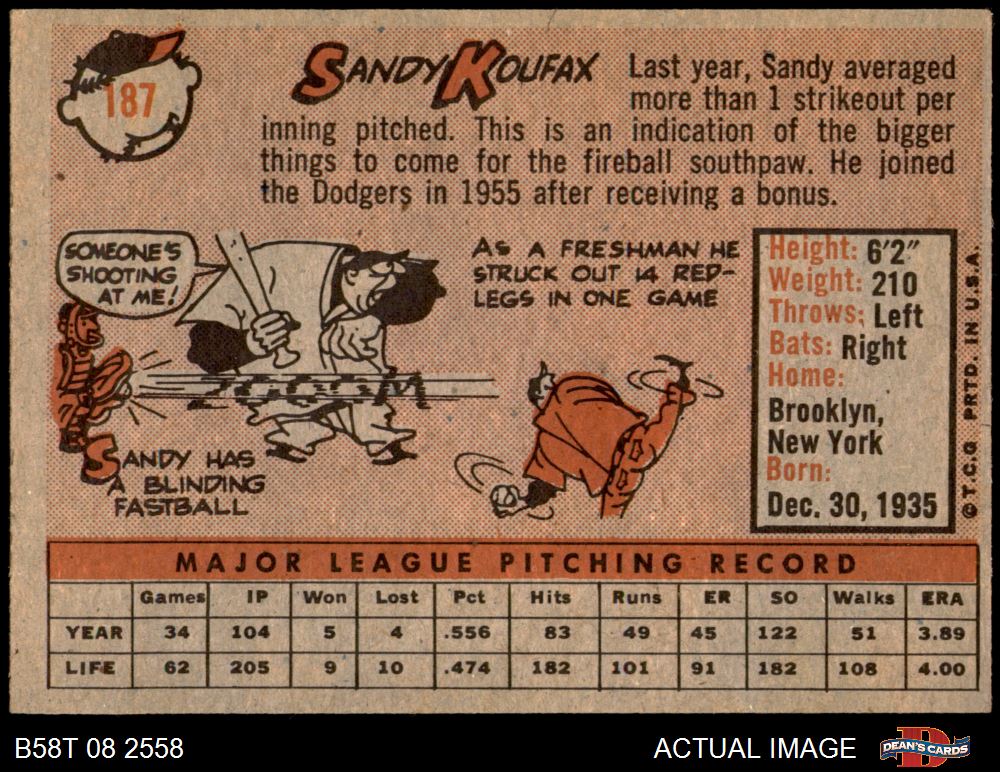 187
SANDY KOUFAX
Last year, Sandy averaged
more than 1 strikeout per
inning pitched. This is an indication of the bigger
things to come for the fireball southpaw. He joined
the Dodgers in 1955 after receiving a bonus.
SOMEONE'S
SHOOTING
AT ME!
ZOOOM
SANDY HAS
A BLINDING
FASTBALL
AS A FRESHMAN HE
STRUCK OUT 14 RED-
LEGS IN ONE GAME
Height: 6'2"
Weight: 210
Throws: Left
Bats: Right
Home:
Brooklyn,
New York
Born:
Dec. 30, 1935
© T.C.G. PRTD. IN U.S.A.
MAJOR LEAGUE PITCHING RECORD
Games IP Won Lost Pct Hits Runs ER SO Walks ERA
YEAR 34 104 5 4 .556 83 49 45 122 51 3.89
LIFE 62 205 9 10 .474 182 101 91 182 108 4.00
B58T 08 2558
ACTUAL IMAGE
D
DEAN'S CARDS